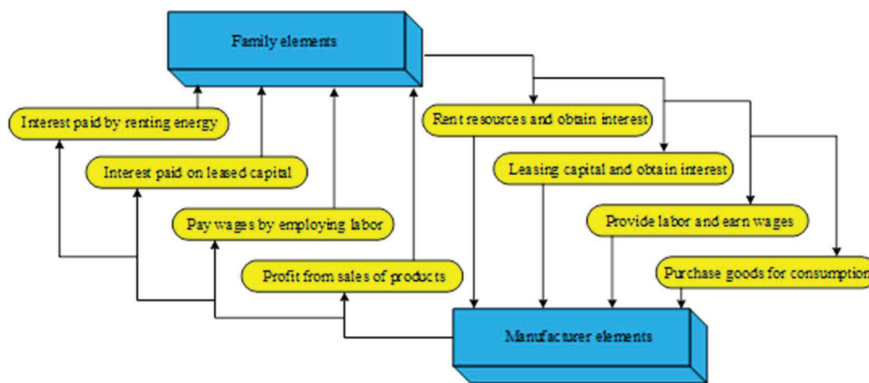 Family elements
Interest paid by renting energy
Rent resources and obtain interest
Interest paid on leased capital
Leasing capital and obtain interest
Pay wages by employing labor
Provide labor and earn wages
Profit from sales of products
Purchase goods for consumption
Manufacturer elements